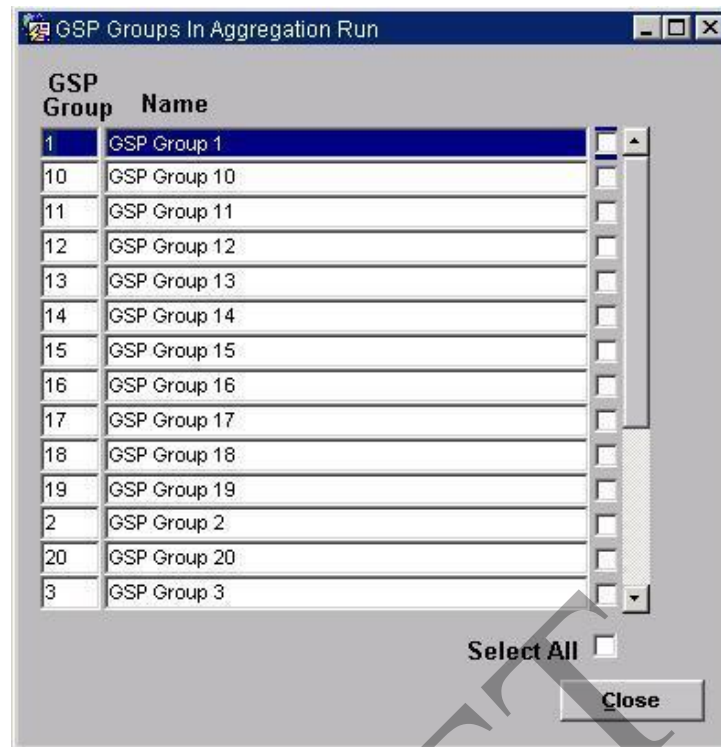 GSP Groups In Aggregation Run
GSP
Group Name
1 GSP Group 1
10 GSP Group 10
11 GSP Group 11
12 GSP Group 12
13 GSP Group 13
14 GSP Group 14
15 GSP Group 15
16 GSP Group 16
17 GSP Group 17
18 GSP Group 18
19 GSP Group 19
2 GSP Group 2
20 GSP Group 20
3 GSP Group 3
Select All
Close